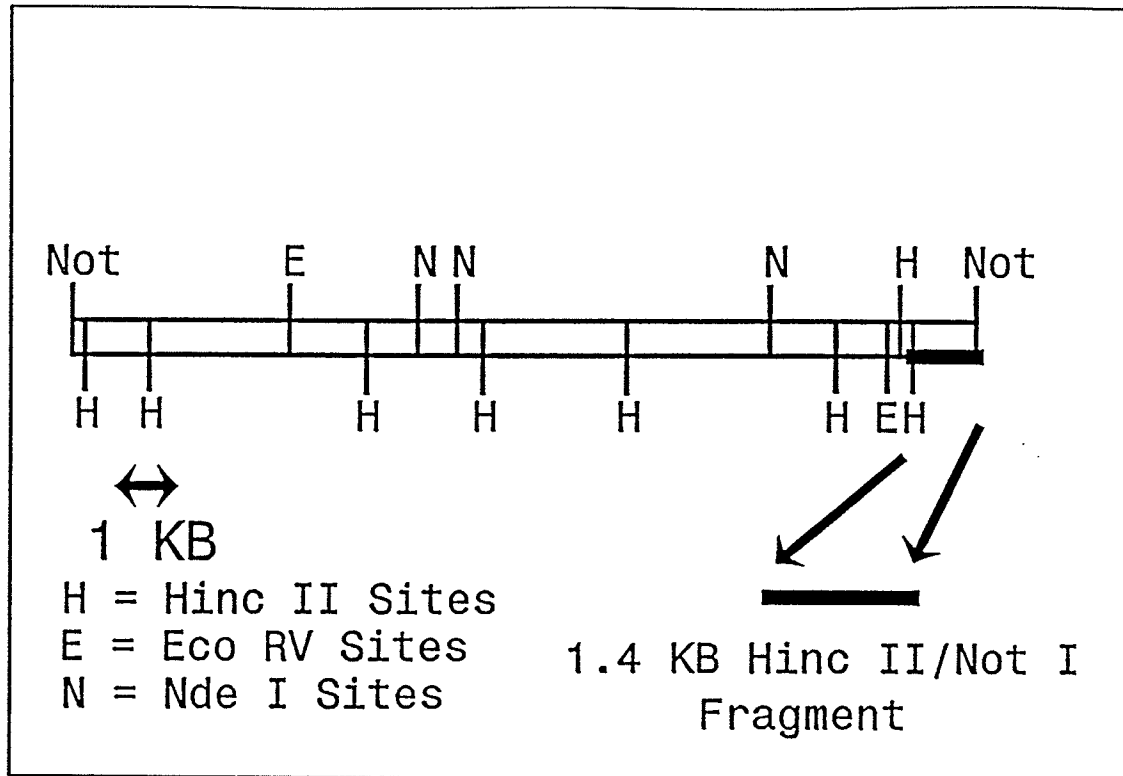 Not E N N N H Not
H H H H H H E H
1 KB
H = Hinc II Sites
E = Eco RV Sites
N = Nde I Sites
1.4 KB Hinc II/Not I
Fragment